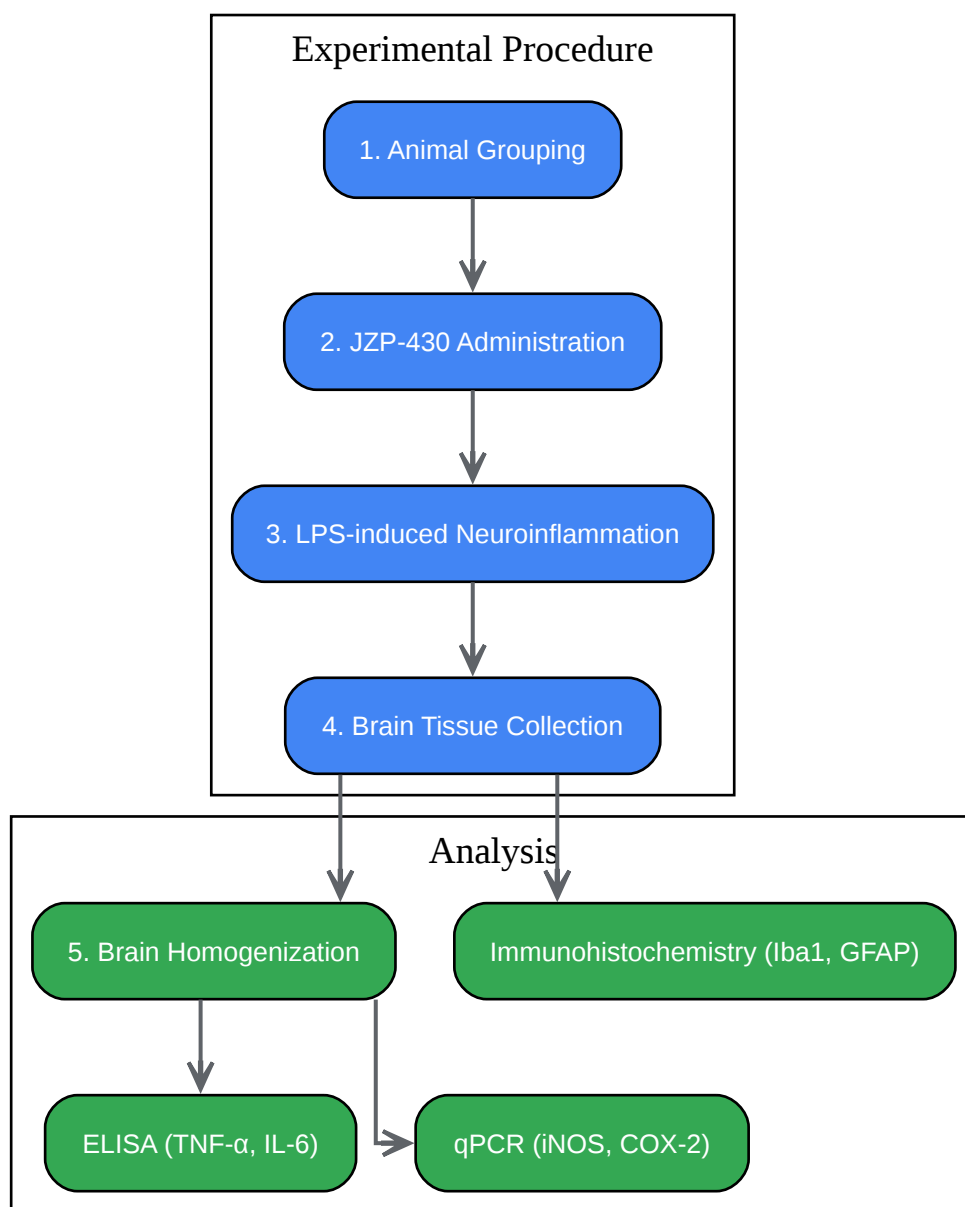 Experimental Procedure
1. Animal Grouping
2. JZP-430 Administration
3. LPS-induced Neuroinflammation
4. Brain Tissue Collection
Analysis
5. Brain Homogenization
Immunohistochemistry (Iba1, GFAP)
ELISA (TNF-α, IL-6)
qPCR (iNOS, COX-2)